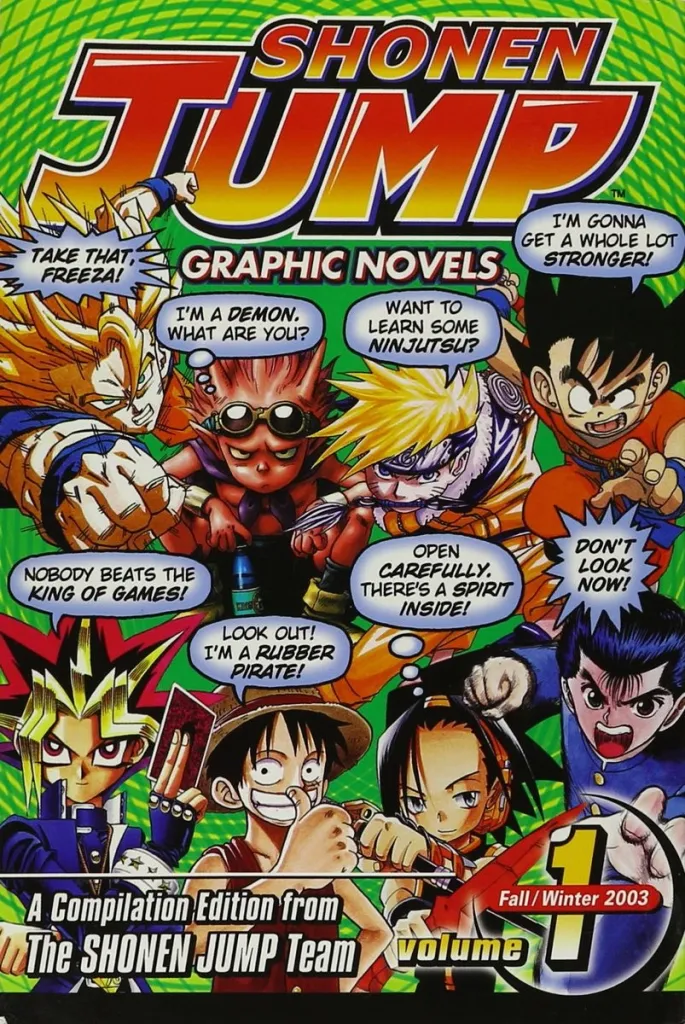 SHONEN
JUMP
TM
GRAPHIC NOVELS
TAKE THAT,
FREEZA!
I'M GONNA
GET A WHOLE LOT
STRONGER!
I'M A DEMON.
WHAT ARE YOU?
WANT TO
LEARN SOME
NINJUTSU?
NOBODY BEATS THE
KING OF GAMES!
OPEN
CAREFULLY.
THERE'S A SPIRIT
INSIDE!
DON'T
LOOK
NOW!
LOOK OUT!
I'M A RUBBER
PIRATE!
A Compilation Edition from
The SHONEN JUMP Team
volume 1
Fall/Winter 2003